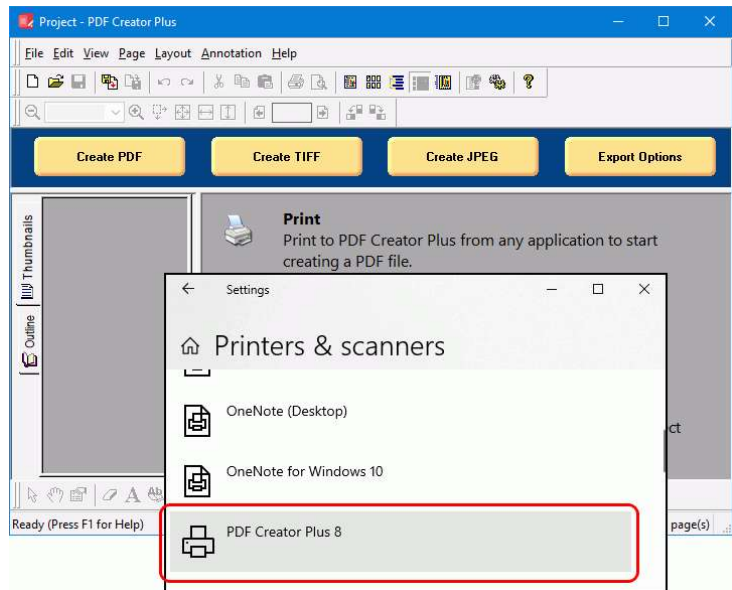 Project - PDF Creator Plus
File Edit View Page Layout Annotation Help
Create PDF Create TIFF Create JPEG Export Options
Thumbnails
Outline
Print
Print to PDF Creator Plus from any application to start
creating a PDF file.
Settings
Printers & scanners
OneNote (Desktop)
OneNote for Windows 10
PDF Creator Plus 8
ct
Ready (Press F1 for Help) page(s)